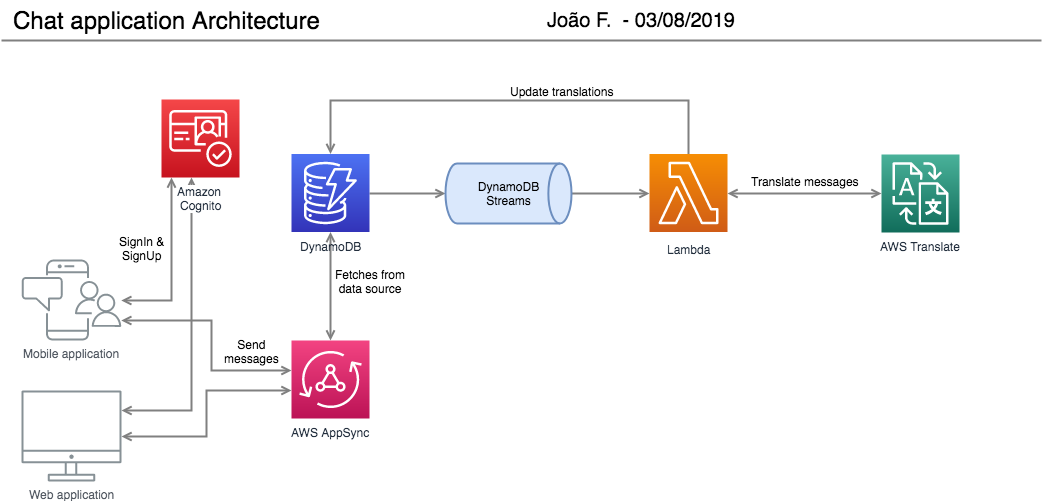 Chat application Architecture
João F. - 03/08/2019
Update translations
Amazon
Cognito
DynamoDB
Streams
Translate messages
DynamoDB
Lambda
AWS Translate
SignIn &
SignUp
Fetches from
data source
Mobile application
Send
messages
AWS AppSync
Web application
A
文